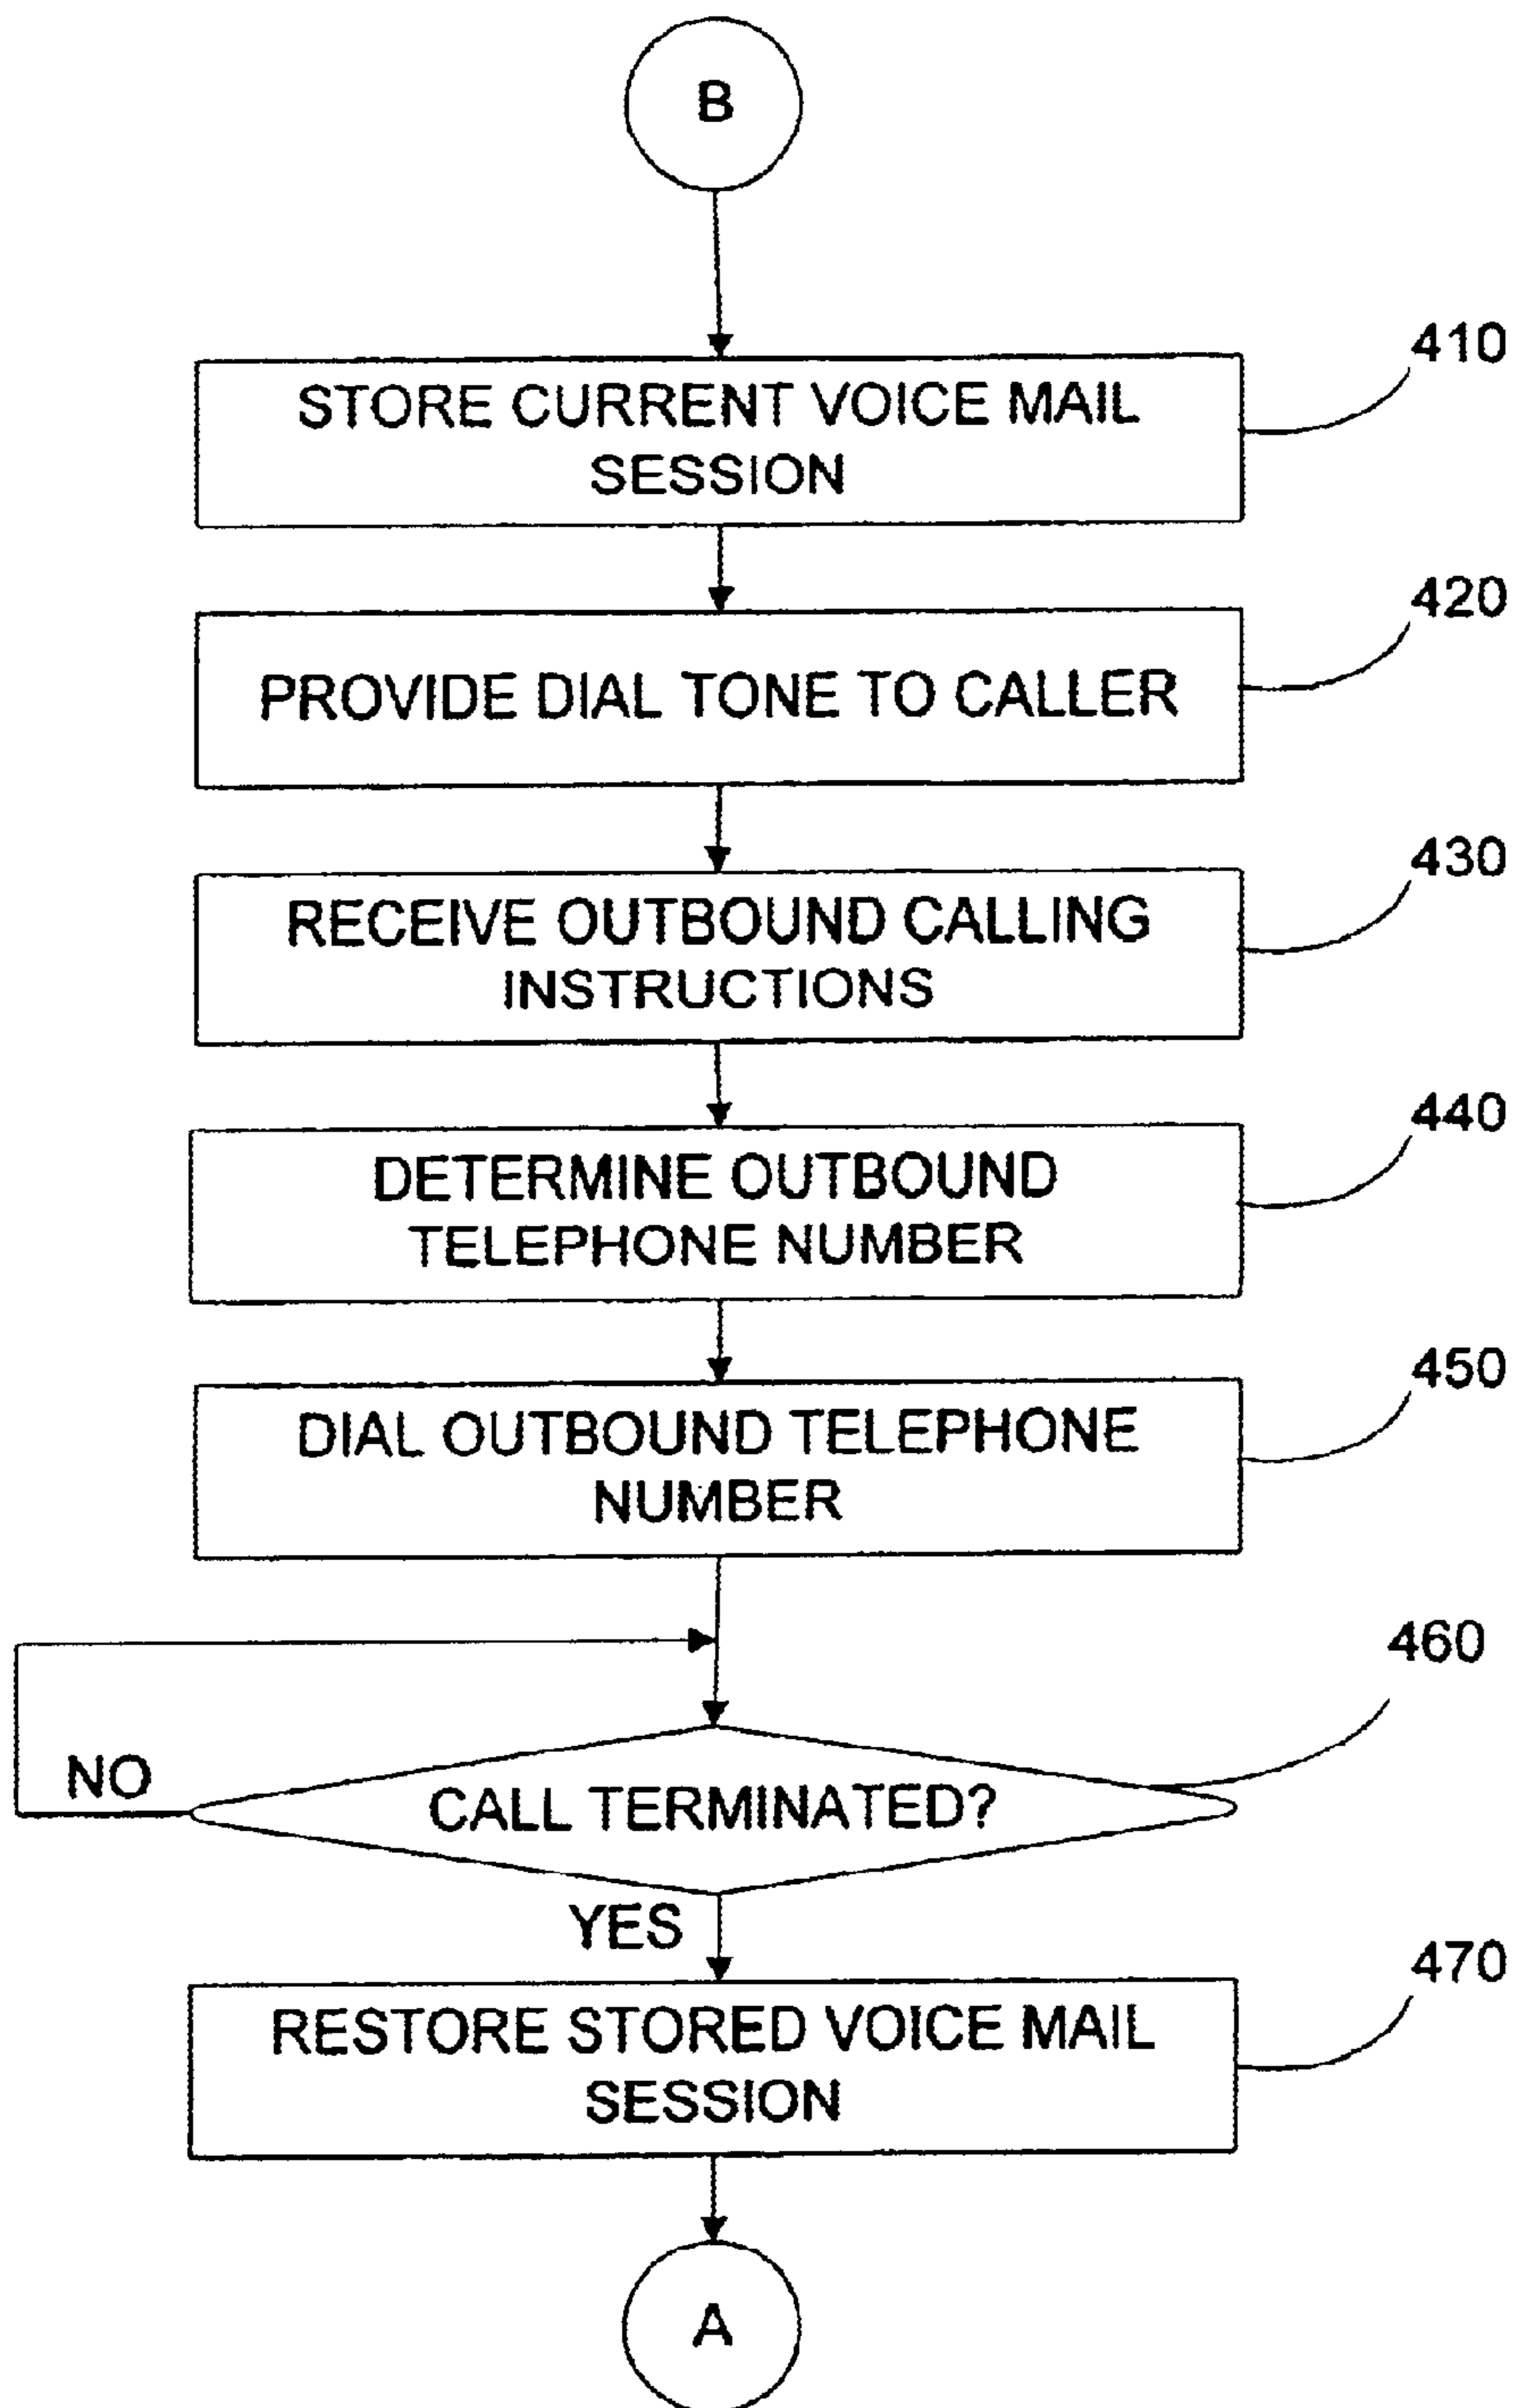 B
410
STORE CURRENT VOICE MAIL
SESSION
420
PROVIDE DIAL TONE TO CALLER
430
RECEIVE OUTBOUND CALLING
INSTRUCTIONS
440
DETERMINE OUTBOUND
TELEPHONE NUMBER
450
DIAL OUTBOUND TELEPHONE
NUMBER
460
NO
CALL TERMINATED?
YES
470
RESTORE STORED VOICE MAIL
SESSION
A